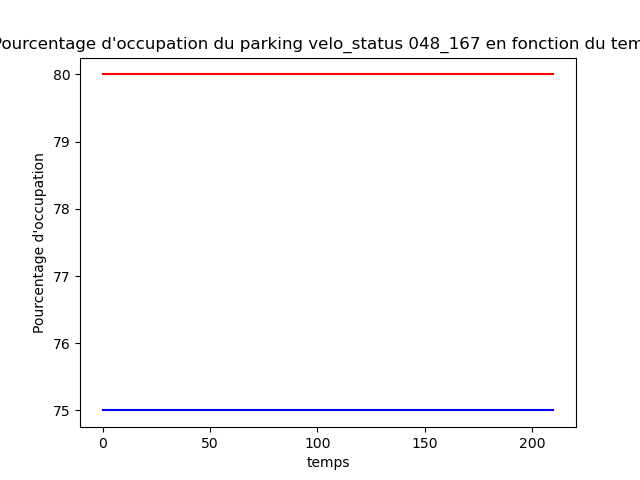 Pourcentage d'occupation du parking velo_status 048_167 en fonction du tem
80
79
78
77
76
75
Pourcentage d'occupation
0 50 100 150 200
temps